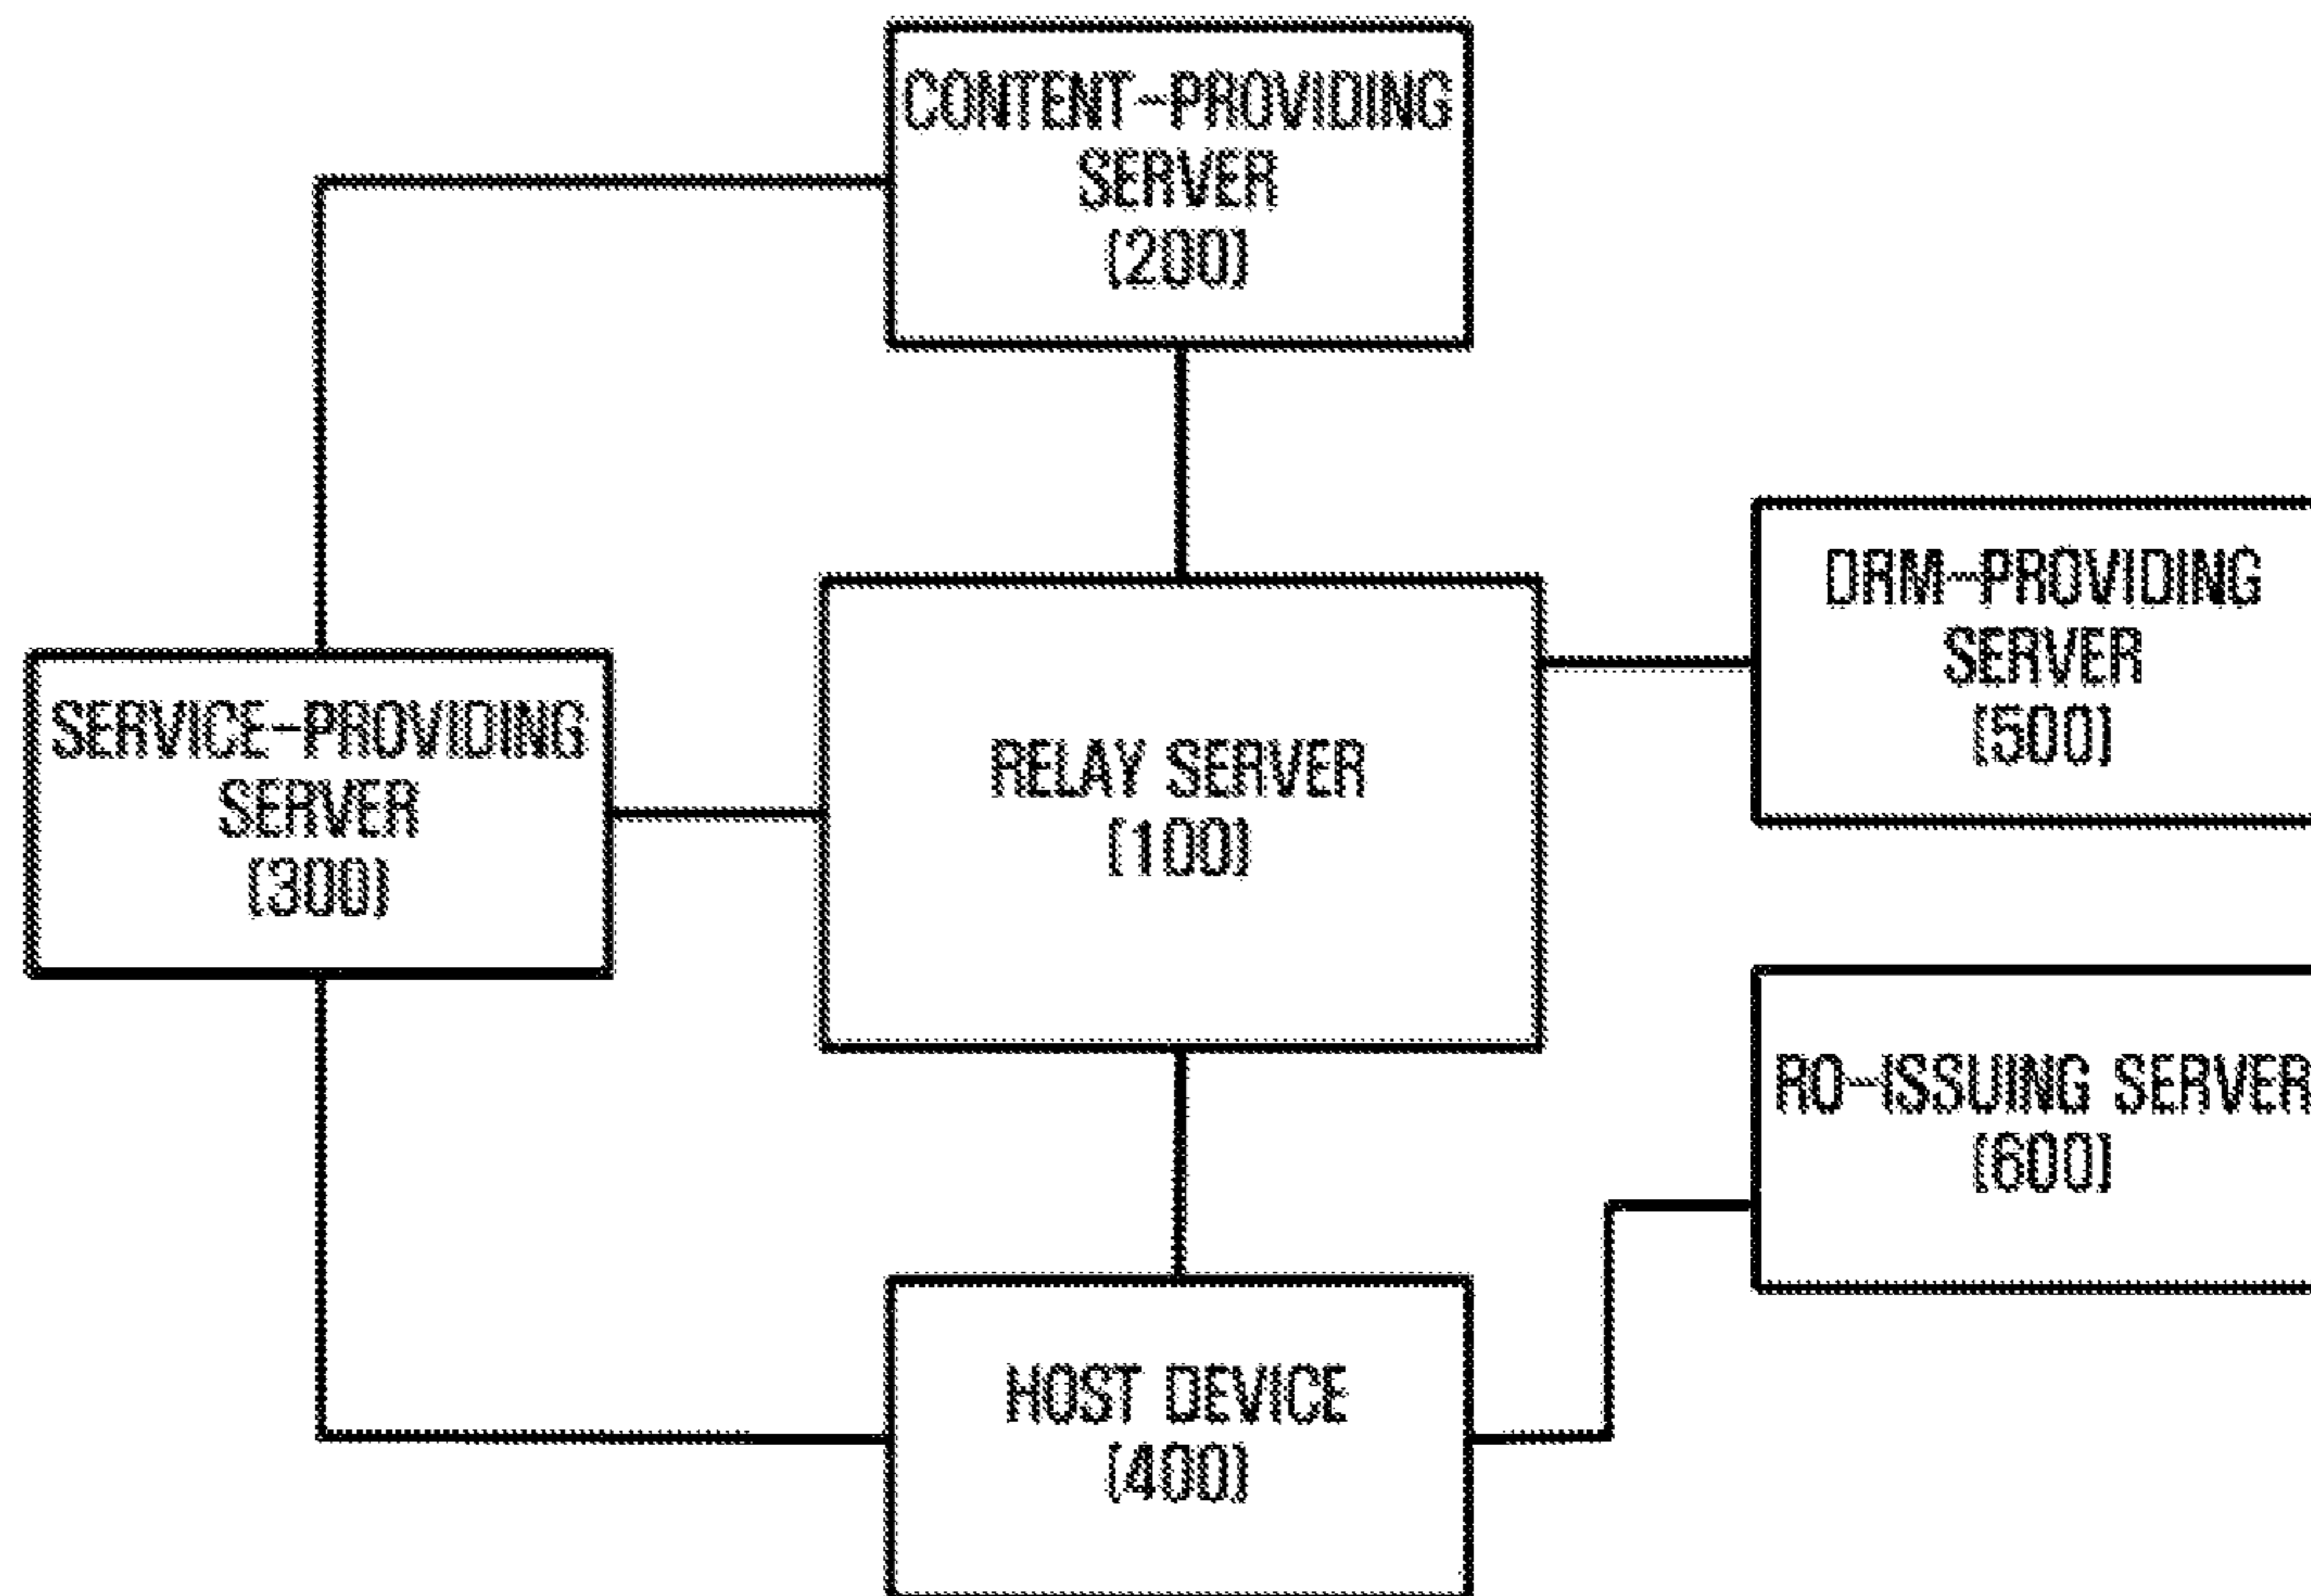 CONTENT-PROVIDING
SERVER
(200)
DRM-PROVIDING
SERVER
(500)
SERVICE-PROVIDING
SERVER
(300)
RELAY SERVER
(100)
RO-ISSUING SERVER
(600)
HOST DEVICE
(400)